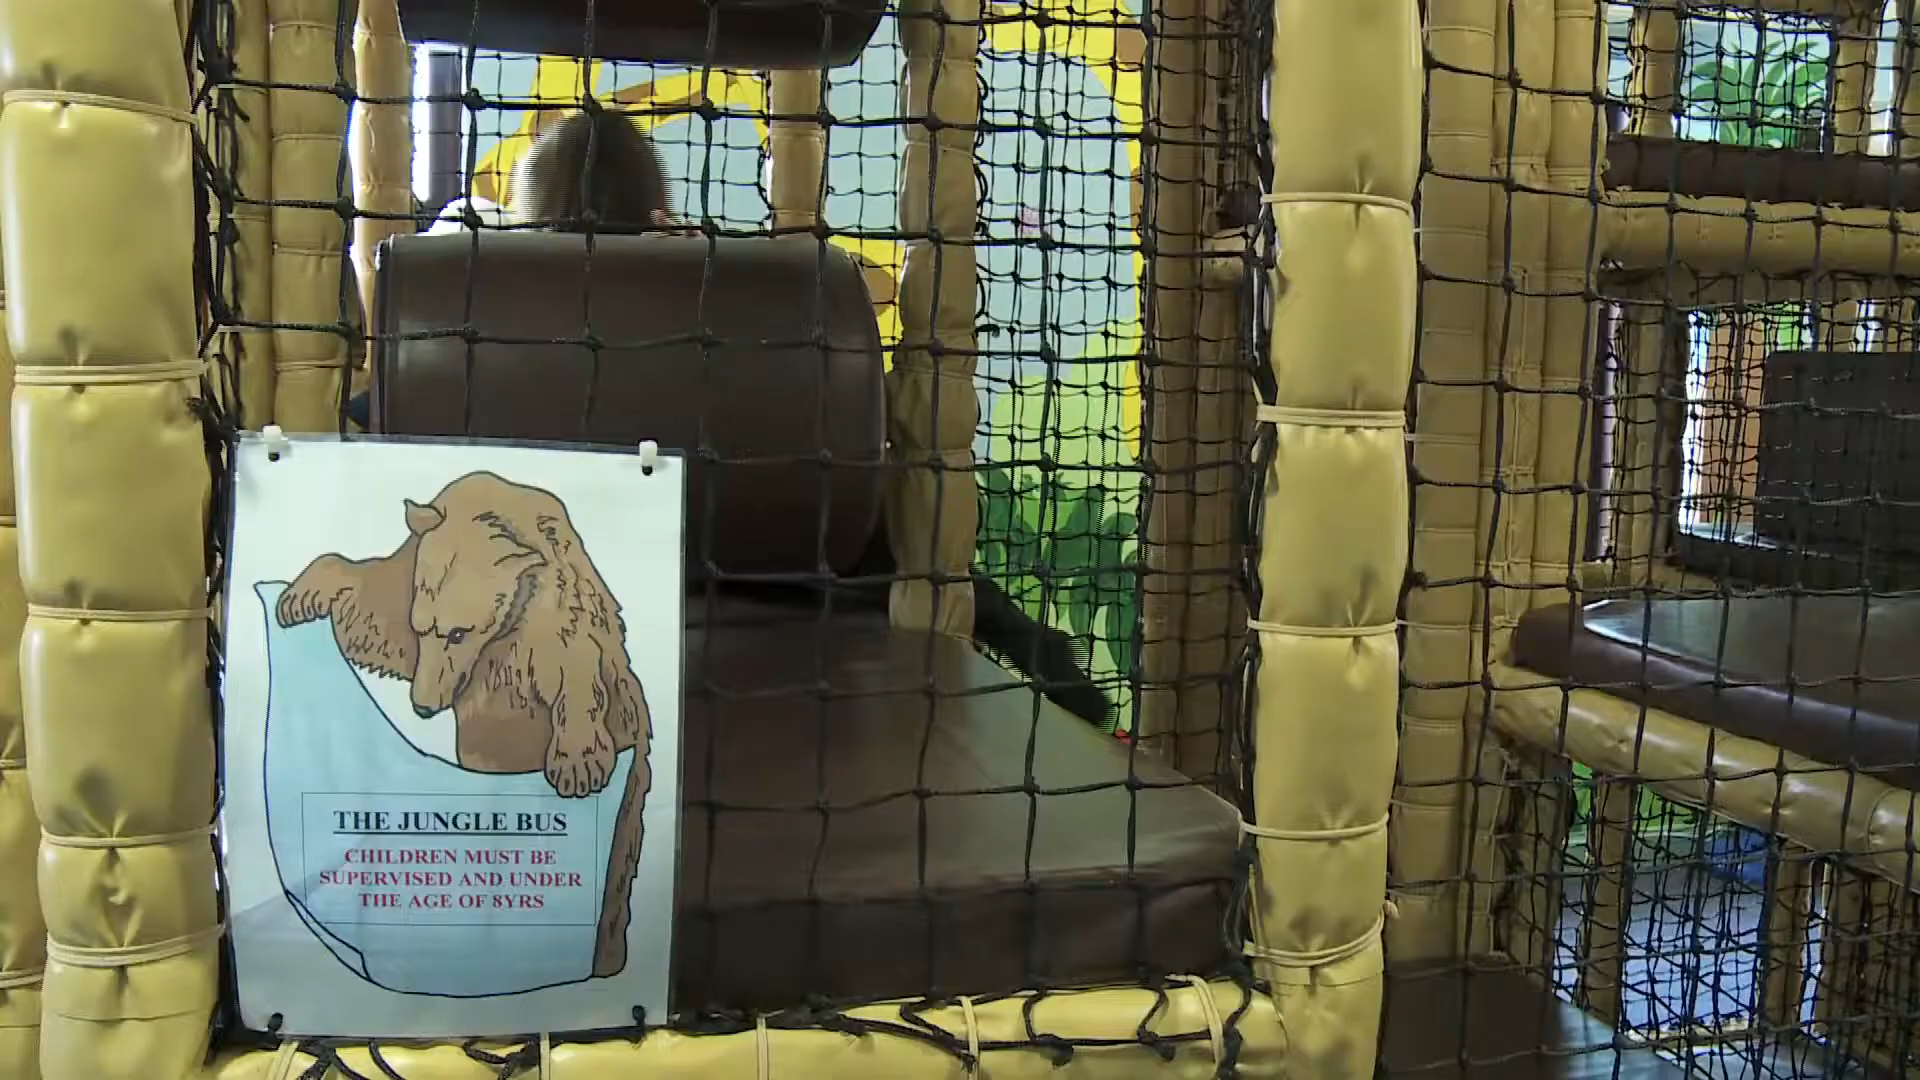 THE JUNGLE BUS
CHILDREN MUST BE
SUPERVISED AND UNDER
THE AGE OF 8YRS